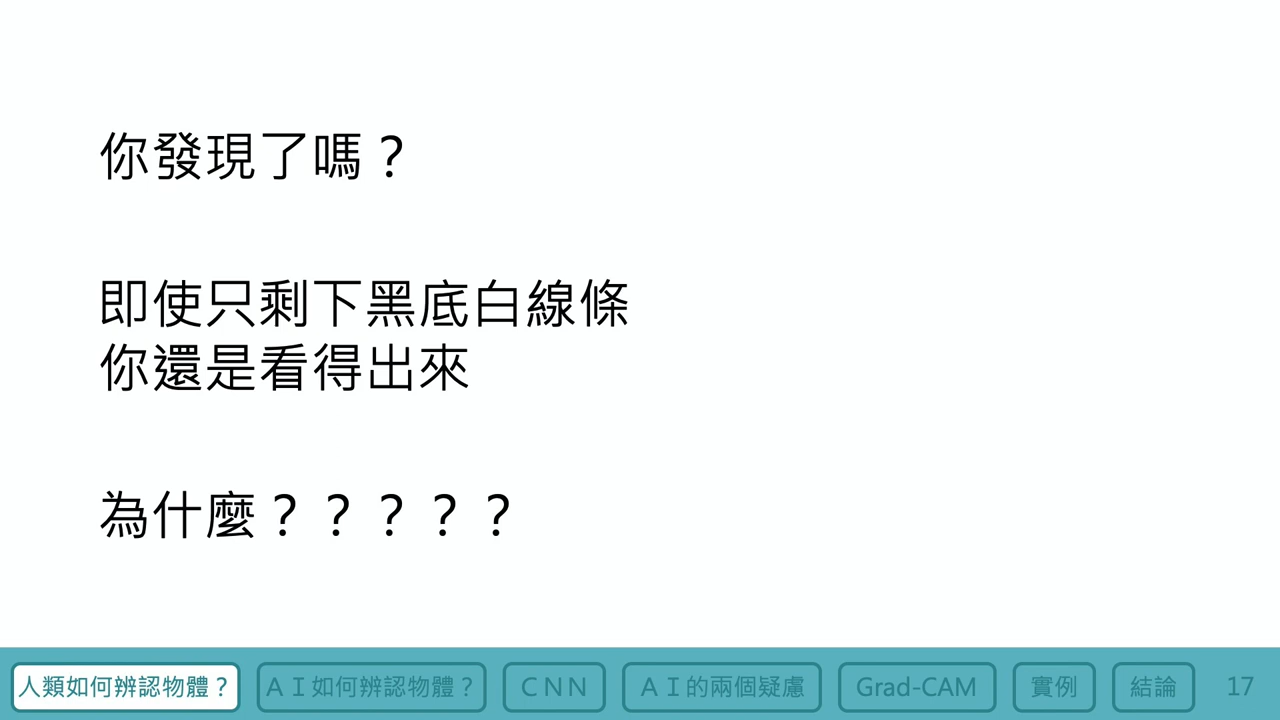 你發現了嗎？
即使只剩下黑底白線條
你還是看得出來
為什麼？？？？？
人類如何辨認物體？
ＡＩ如何辨認物體？
ＣＮＮ
ＡＩ的兩個疑慮
Grad-CAM
實例
結論
17